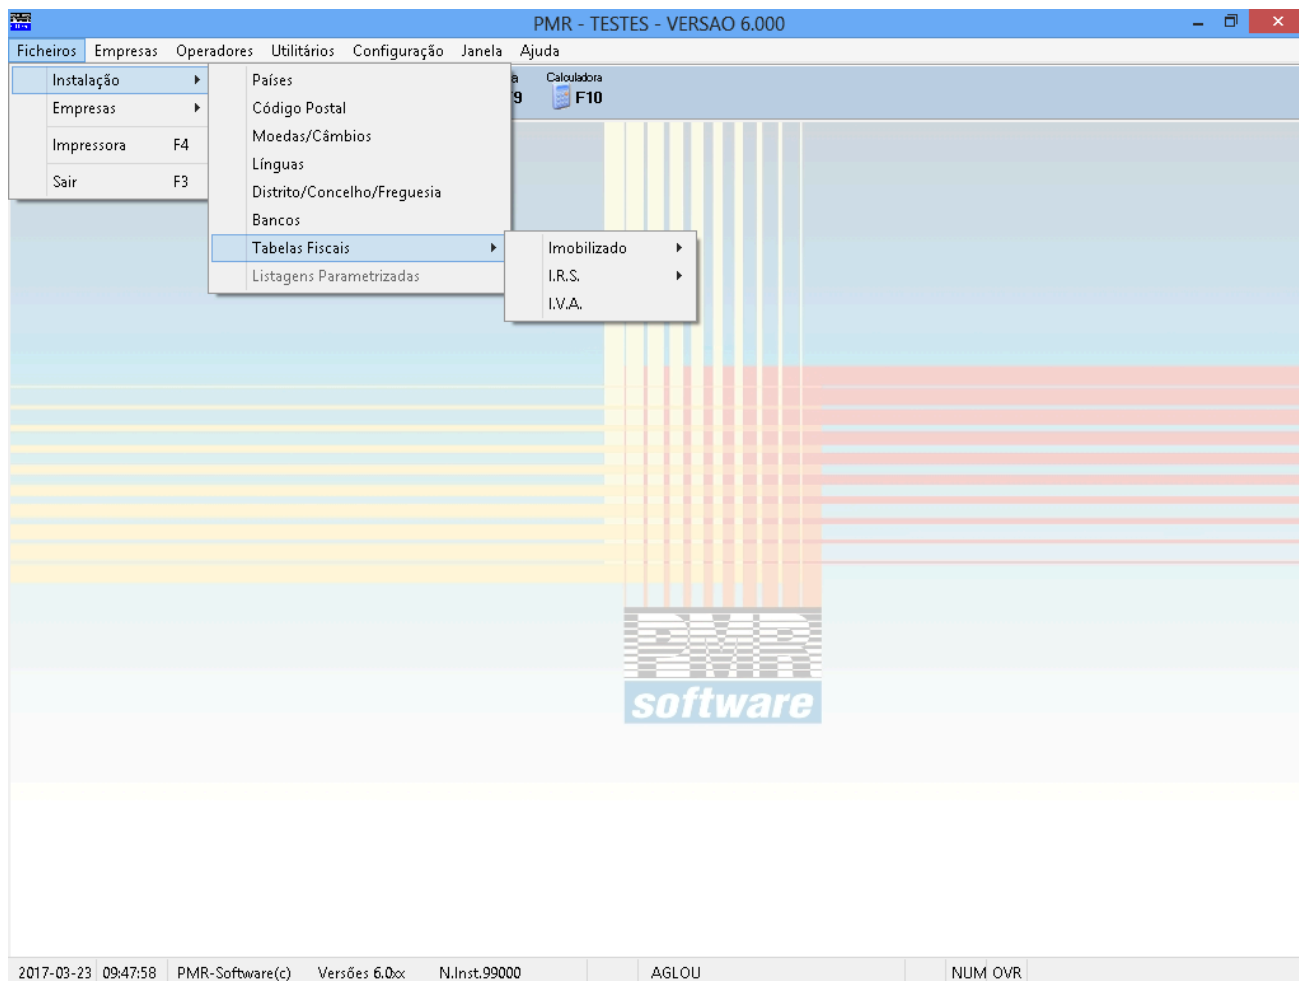 PMR - TESTES - VERSAO 6.000
Ficheiros Empresas Operadores Utilitários Configuração Janela Ajuda
Calculadora
F10
Instalação
Empresas
Impressora F4
Sair F3
Países
Código Postal
Moedas/Câmbios
Línguas
Distrito/Concelho/Freguesia
Bancos
Tabelas Fiscais
Listagens Parametrizadas
Imobilizado
I.R.S.
I.V.A.
PMR
software
2017-03-23 09:47:58 PMR-Software(c) Versões 6.0xx N.Inst.99000 AGLOU NUM OVR